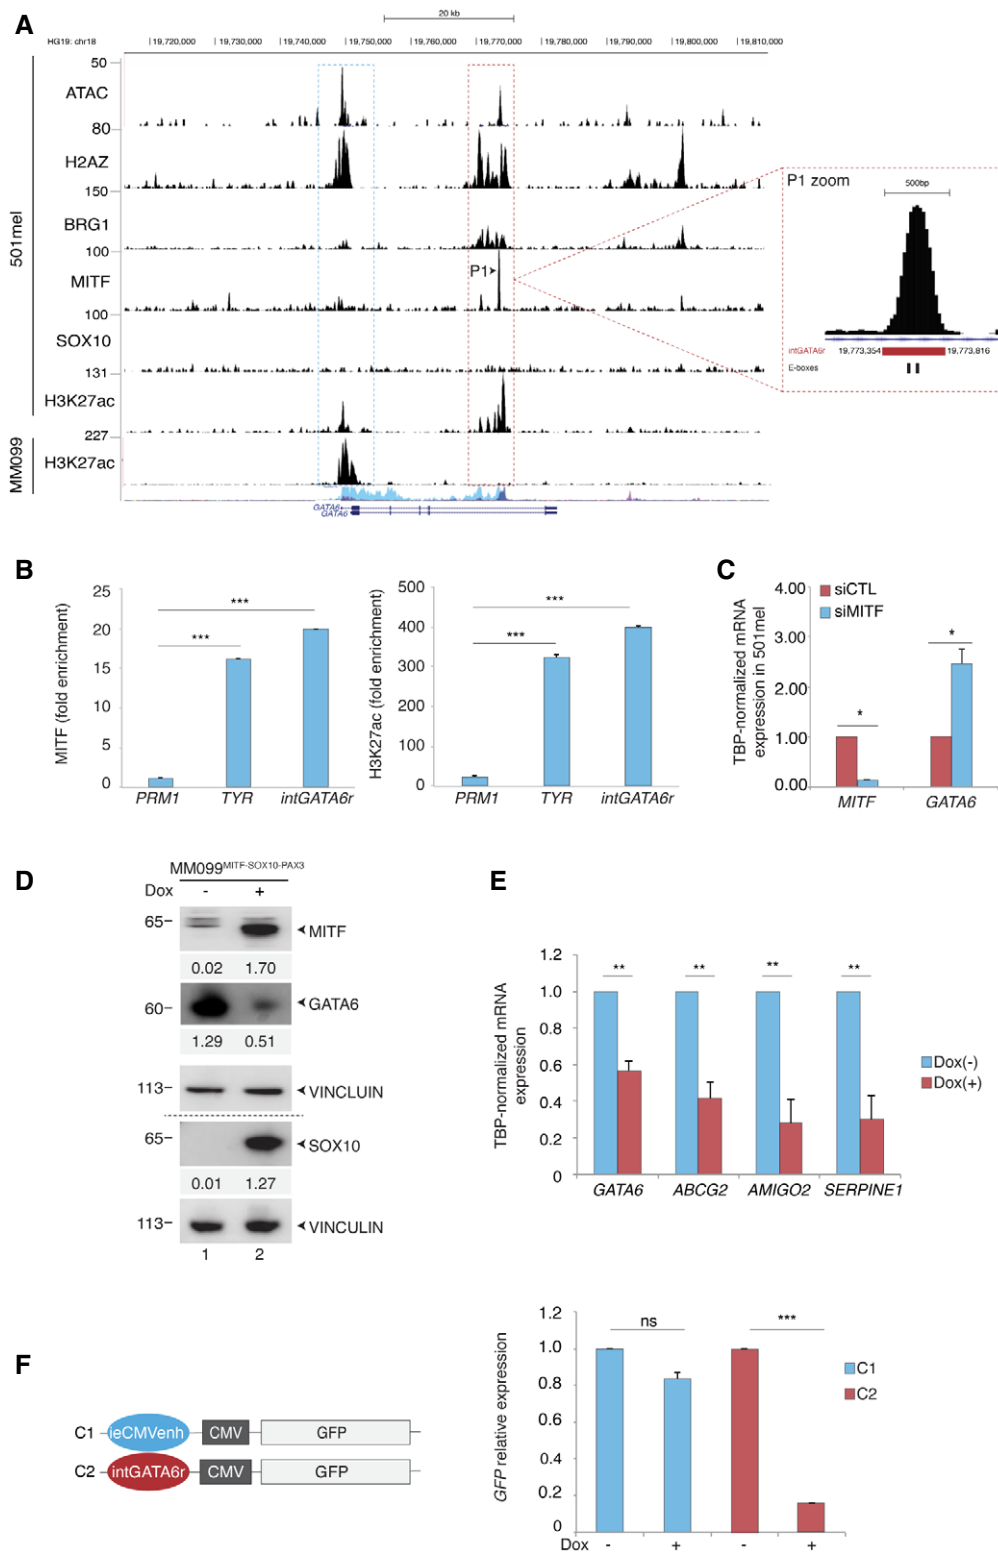 A
20 kb
HG19: chr18 |19,720,000 |19,730,000 |19,740,000 |19,750,000 |19,760,000 |19,770,000 |19,780,000 |19,790,000 |19,800,000 |19,810,000
501mel
50
ATAC
80
H2AZ
150
BRG1
100
MITF
P1
100
SOX10
131
H3K27ac
MM099
227
H3K27ac
GATA6
GATA6
P1 zoom
500bp
intGATA6r 19,773,354 19,773,816
E-boxes
B
MITF (fold enrichment)
25
20
15
10
5
0
***
***
PRM1 TYR intGATA6r
H3K27ac (fold enrichment)
500
400
300
200
100
0
***
***
PRM1 TYR intGATA6r
C
TBP-normalized mRNA
expression in 501mel
4.00
3.00
2.00
1.00
0.00
siCTL
siMITF
*
*
MITF GATA6
D
MM099MITF-SOX10-PAX3
Dox - +
65 MITF
0.02 1.70
60 GATA6
1.29 0.51
113 VINCLUIN
65 SOX10
0.01 1.27
113 VINCULIN
1 2
E
TBP-normalized mRNA
expression
1.2
1.0
0.8
0.6
0.4
0.2
0
** ** ** **
GATA6 ABCG2 AMIGO2 SERPINE1
Dox(-)
Dox(+)
F
C1 ieCMVenh CMV GFP
C2 intGATA6r CMV GFP
GFP relative expression
1.2
1.0
0.8
0.6
0.4
0.2
0
ns
***
Dox - + - +
C1
C2